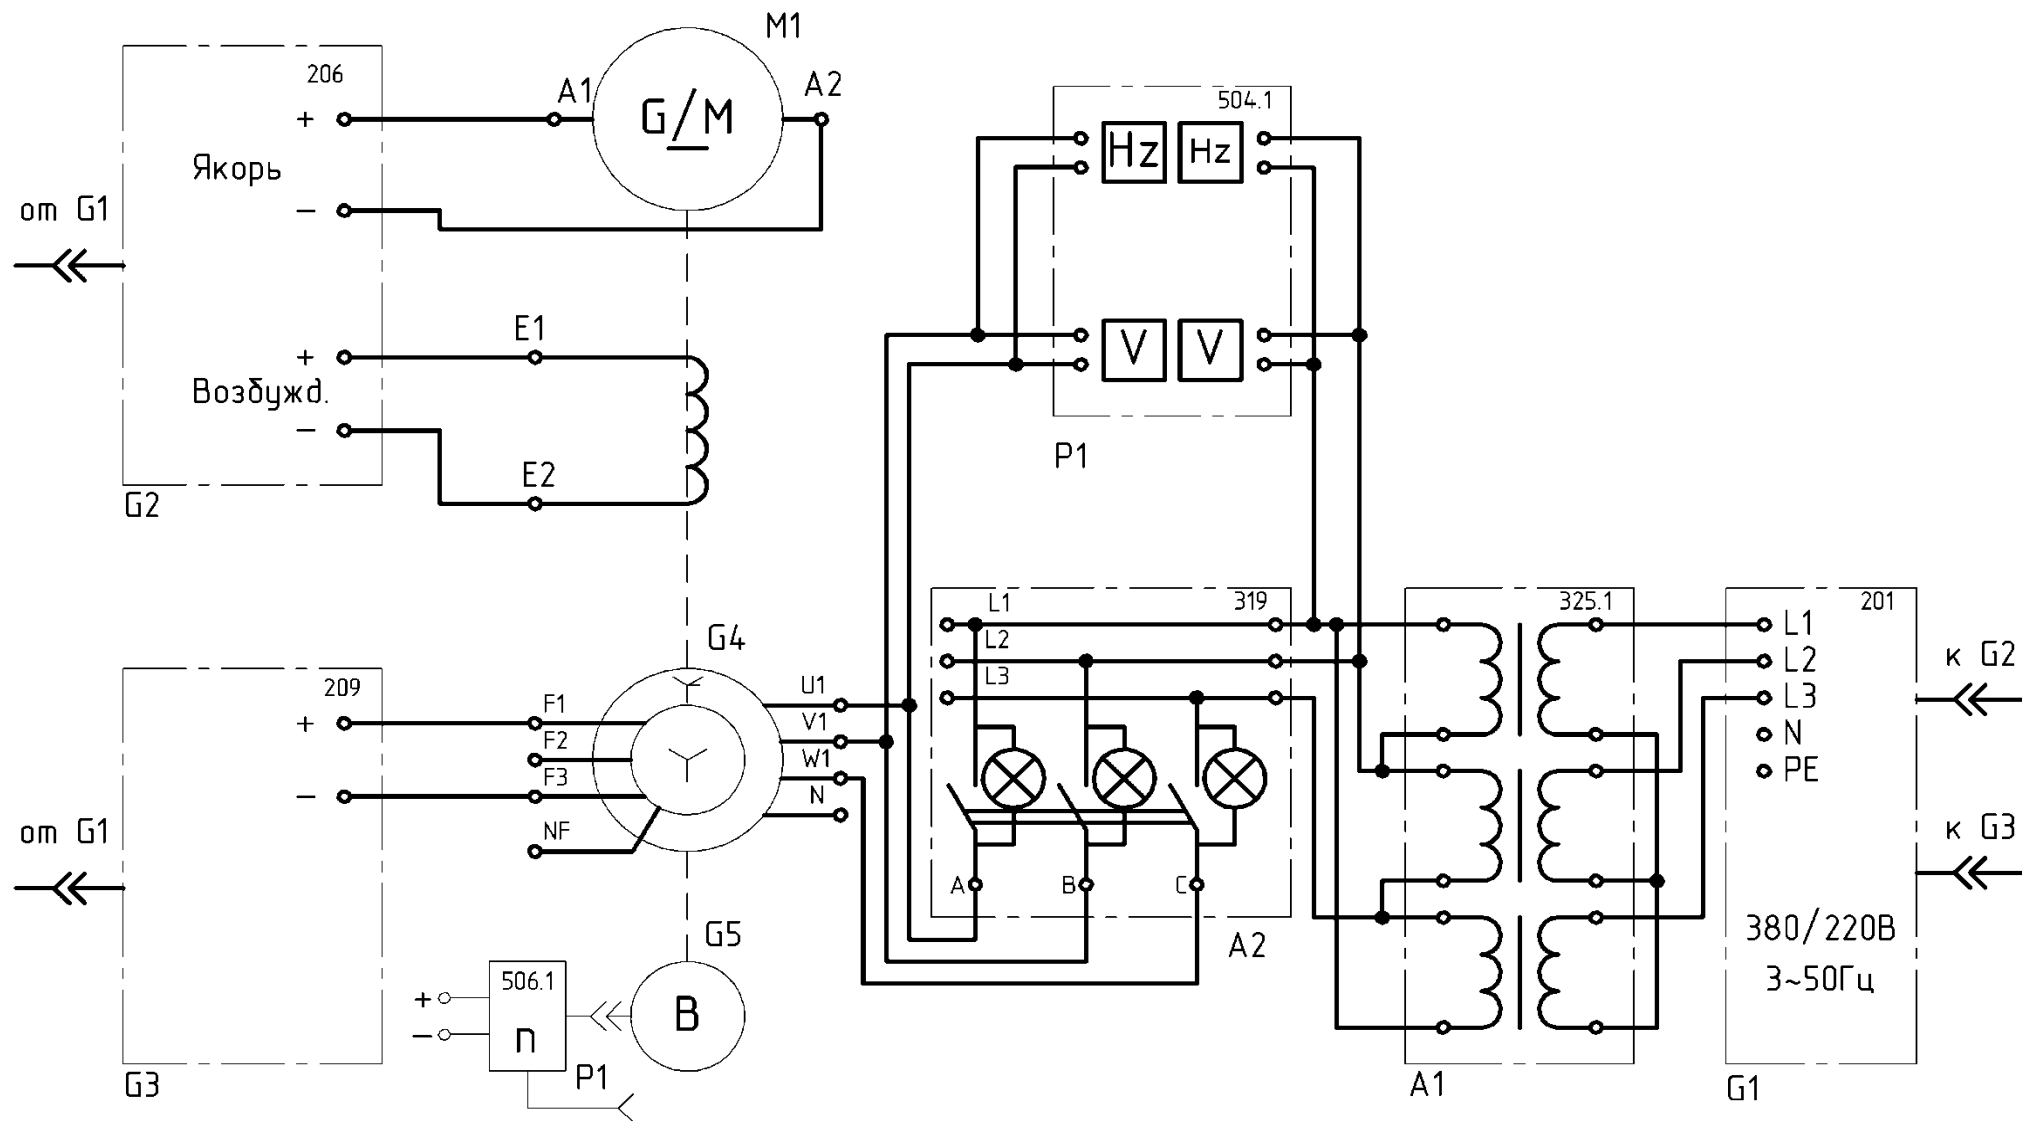 206
+
Якорь
−
от G1
+
Возбужд.
−
G2
A1
M1
G/M
A2
E1
E2
504.1
Hz
Hz
V
V
P1
G4
209
+
−
от G1
G3
F1
F2
F3
NF
U1
V1
W1
N
G5
506.1
+
−
n
B
P1
L1
319
L2
L3
A
B
C
A2
325.1
A1
201
L1
L2
L3
N
PE
к G2
к G3
380/220В
3~50Гц
G1